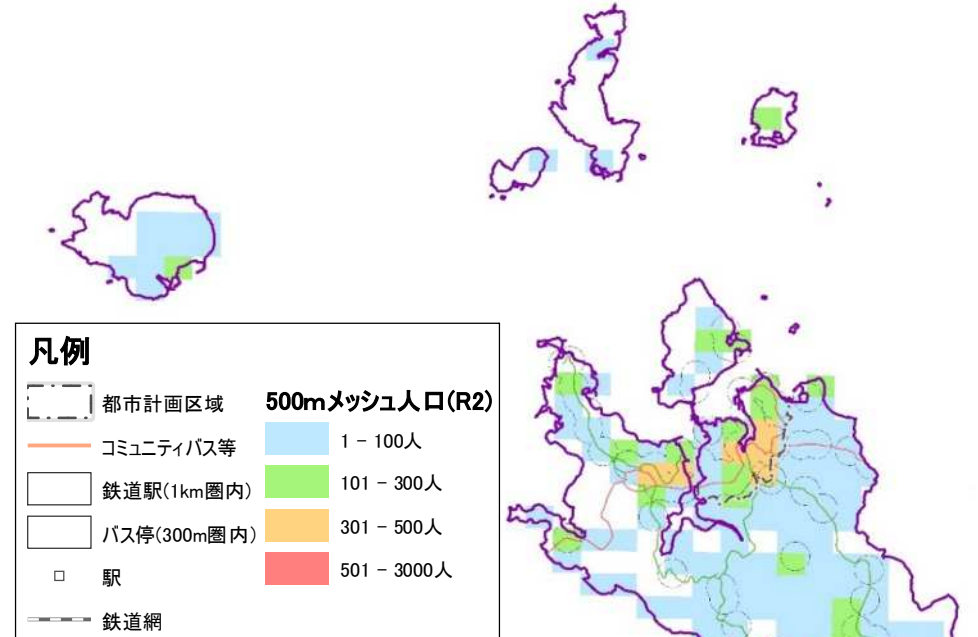 凡例
都市計画区域
コミュニティバス等
鉄道駅(1km圏内)
バス停(300m圏内)
駅
鉄道網
500mメッシュ人口(R2)
1 - 100人
101 - 300人
301 - 500人
501 - 3000人